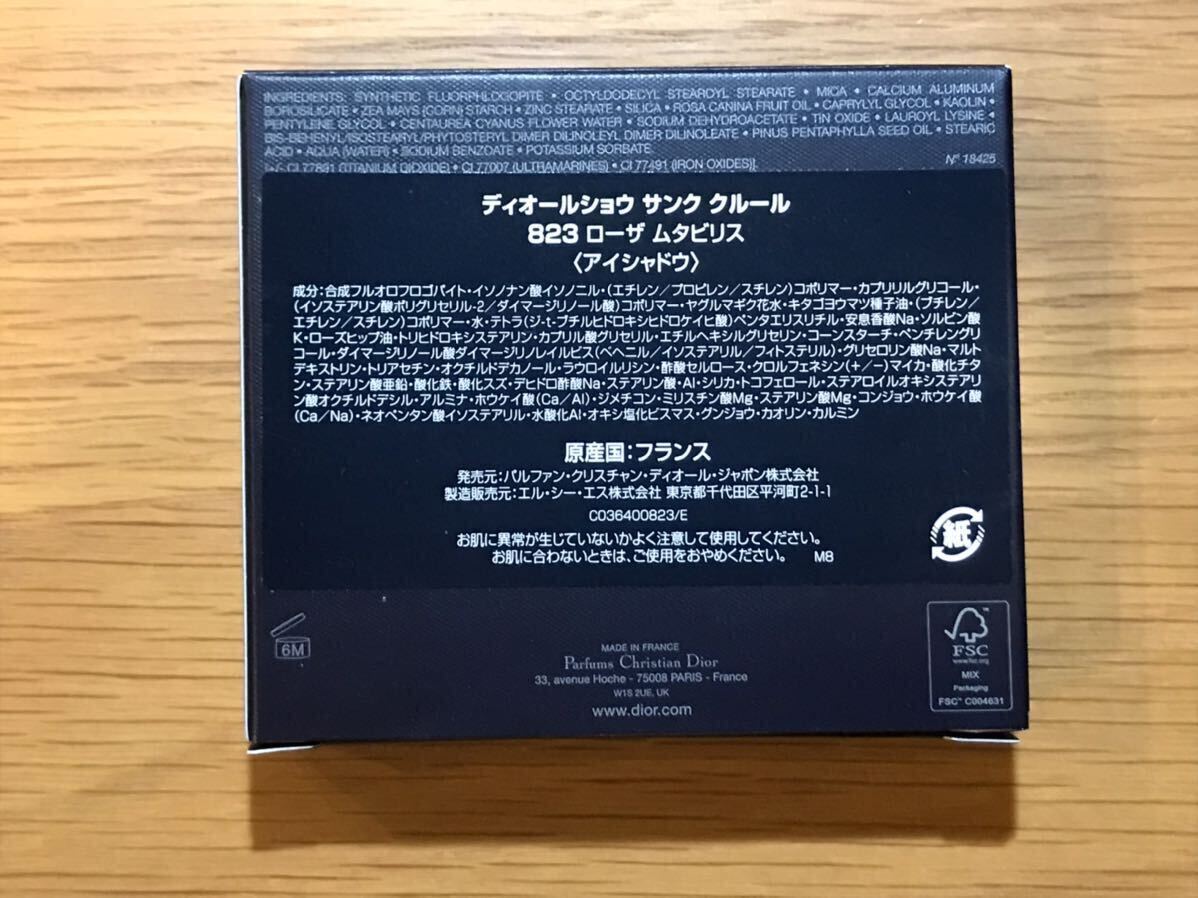 INGREDIENTS: SYNTHETIC FLUORPHLOGOPITE • OCTYLDODECYL STEAROYL STEARATE • MICA • CALCIUM ALUMINUM
BOROSILICATE • ZEA MAYS (CORN) STARCH • ZINC STEARATE • SILICA • ROSA CANINA FRUIT OIL • CAPRYLYL GLYCOL • KAOLIN •
PENTYLENE GLYCOL • CENTAUREA CYANUS FLOWER WATER • SODIUM DEHYDROACETATE • TIN OXIDE • LAUROYL LYSINE •
BIS-BEHENYL/ISOSTEARYL/PHYTOSTERYL DIMER DILINOLEYL DIMER DILINOLEATE • PINUS PENTAPHYLLA SEED OIL • STEARIC
ACID • AQUA (WATER) • SODIUM BENZOATE • POTASSIUM SORBATE.
[+/- CI 77891 (TITANIUM DIOXIDE) • CI 77007 (ULTRAMARINES) • CI 77491 (IRON OXIDES)].
N° 18425
ディオールショウ サンク クルール
823 ローザ ムタビリス
〈アイシャドウ〉
成分:合成フルオロフロゴパイト・イソノナン酸イソノニル・(エチレン/プロピレン/スチレン)コポリマー・カプリリルグリコール・
(イソステアリン酸ポリグリセリル-2/ダイマージリノール酸)コポリマー・ヤグルマギク花水・キタゴヨウマツ種子油・(ブチレン/
エチレン/スチレン)コポリマー・水・テトラ(ジ-t-ブチルヒドロキシヒドロケイヒ酸)ペンタエリスリチル・安息香酸Na・ソルビン酸
K・ローズヒップ油・トリヒドロキシステアリン・カプリル酸グリセリル・エチルヘキシルグリセリン・コーンスターチ・ペンチレングリ
コール・ダイマージリノール酸ダイマージリノレイルビス(ベヘニル/イソステアリル/フィトステリル)・グリセロリン酸Na・マルト
デキストリン・トリアセチン・オクチルドデカノール・ラウロイルリシン・酢酸セルロース・クロルフェネシン(+/−)マイカ・酸化チタ
ン・ステアリン酸亜鉛・酸化鉄・酸化スズ・デヒドロ酢酸Na・ステアリン酸・Al・シリカ・トコフェロール・ステアロイルオキシステアリ
ン酸オクチルドデシル・アルミナ・ホウケイ酸(Ca/Al)・ジメチコン・ミリスチン酸Mg・ステアリン酸Mg・コンジョウ・ホウケイ酸
(Ca/Na)・ネオペンタン酸イソステアリル・水酸化Al・オキシ塩化ビスマス・グンジョウ・カオリン・カルミン
原産国:フランス
発売元:パルファン・クリスチャン・ディオール・ジャポン株式会社
製造販売元:エル・シー・エス株式会社 東京都千代田区平河町2-1-1
C036400823/E
お肌に異常が生じていないかよく注意して使用してください。
お肌に合わないときは、ご使用をおやめください。 M8
紙
6M
MADE IN FRANCE
Parfums Christian Dior
33, avenue Hoche - 75008 PARIS - France
W1S 2UE, UK
www.dior.com
FSC
www.fsc.org
MIX
Packaging
FSC™ C004631